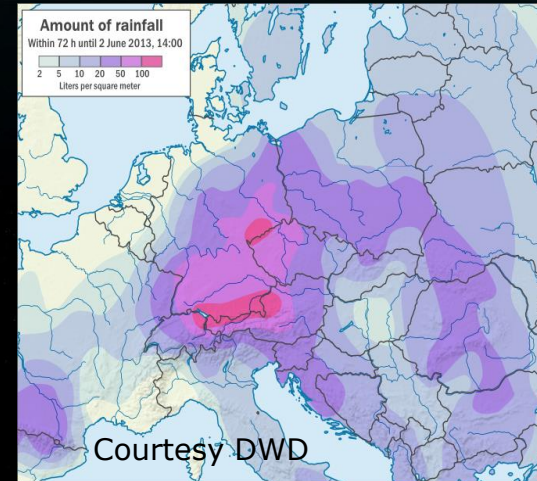 Amount of rainfall
Within 72 h until 2 June 2013, 14:00
2 5 10 20 50 100
Liters per square meter
Courtesy DWD